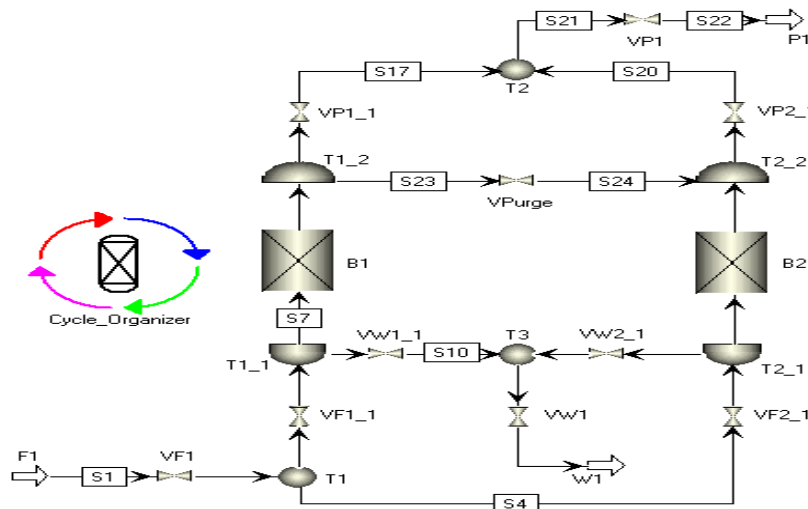 S21
VP1
S22
P1
S17
T2
S20
VP1_1
VP2_1
T1_2
S23
VPurge
S24
T2_2
B1
B2
Cycle_Organizer
S7
T1_1
VW1_1
S10
T3
VW2_1
T2_1
VF1_1
VW1
VF2_1
F1
S1
VF1
T1
W1
S4